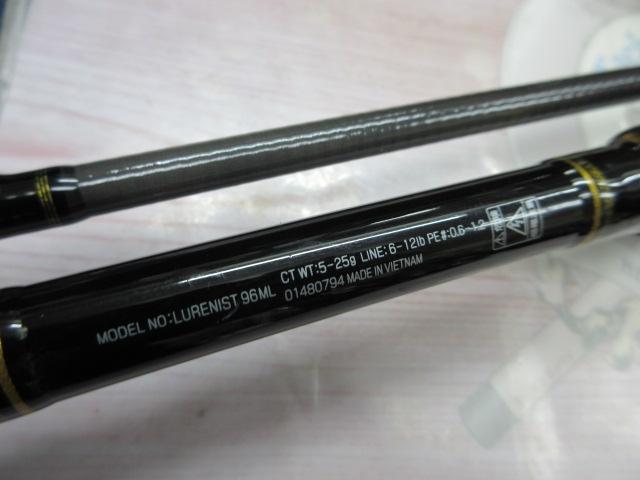 MODEL NO:LURENIST 96ML
CT WT:5-25g LINE:6-12lb PE#:0.6-1.2
01480794 MADE IN VIETNAM